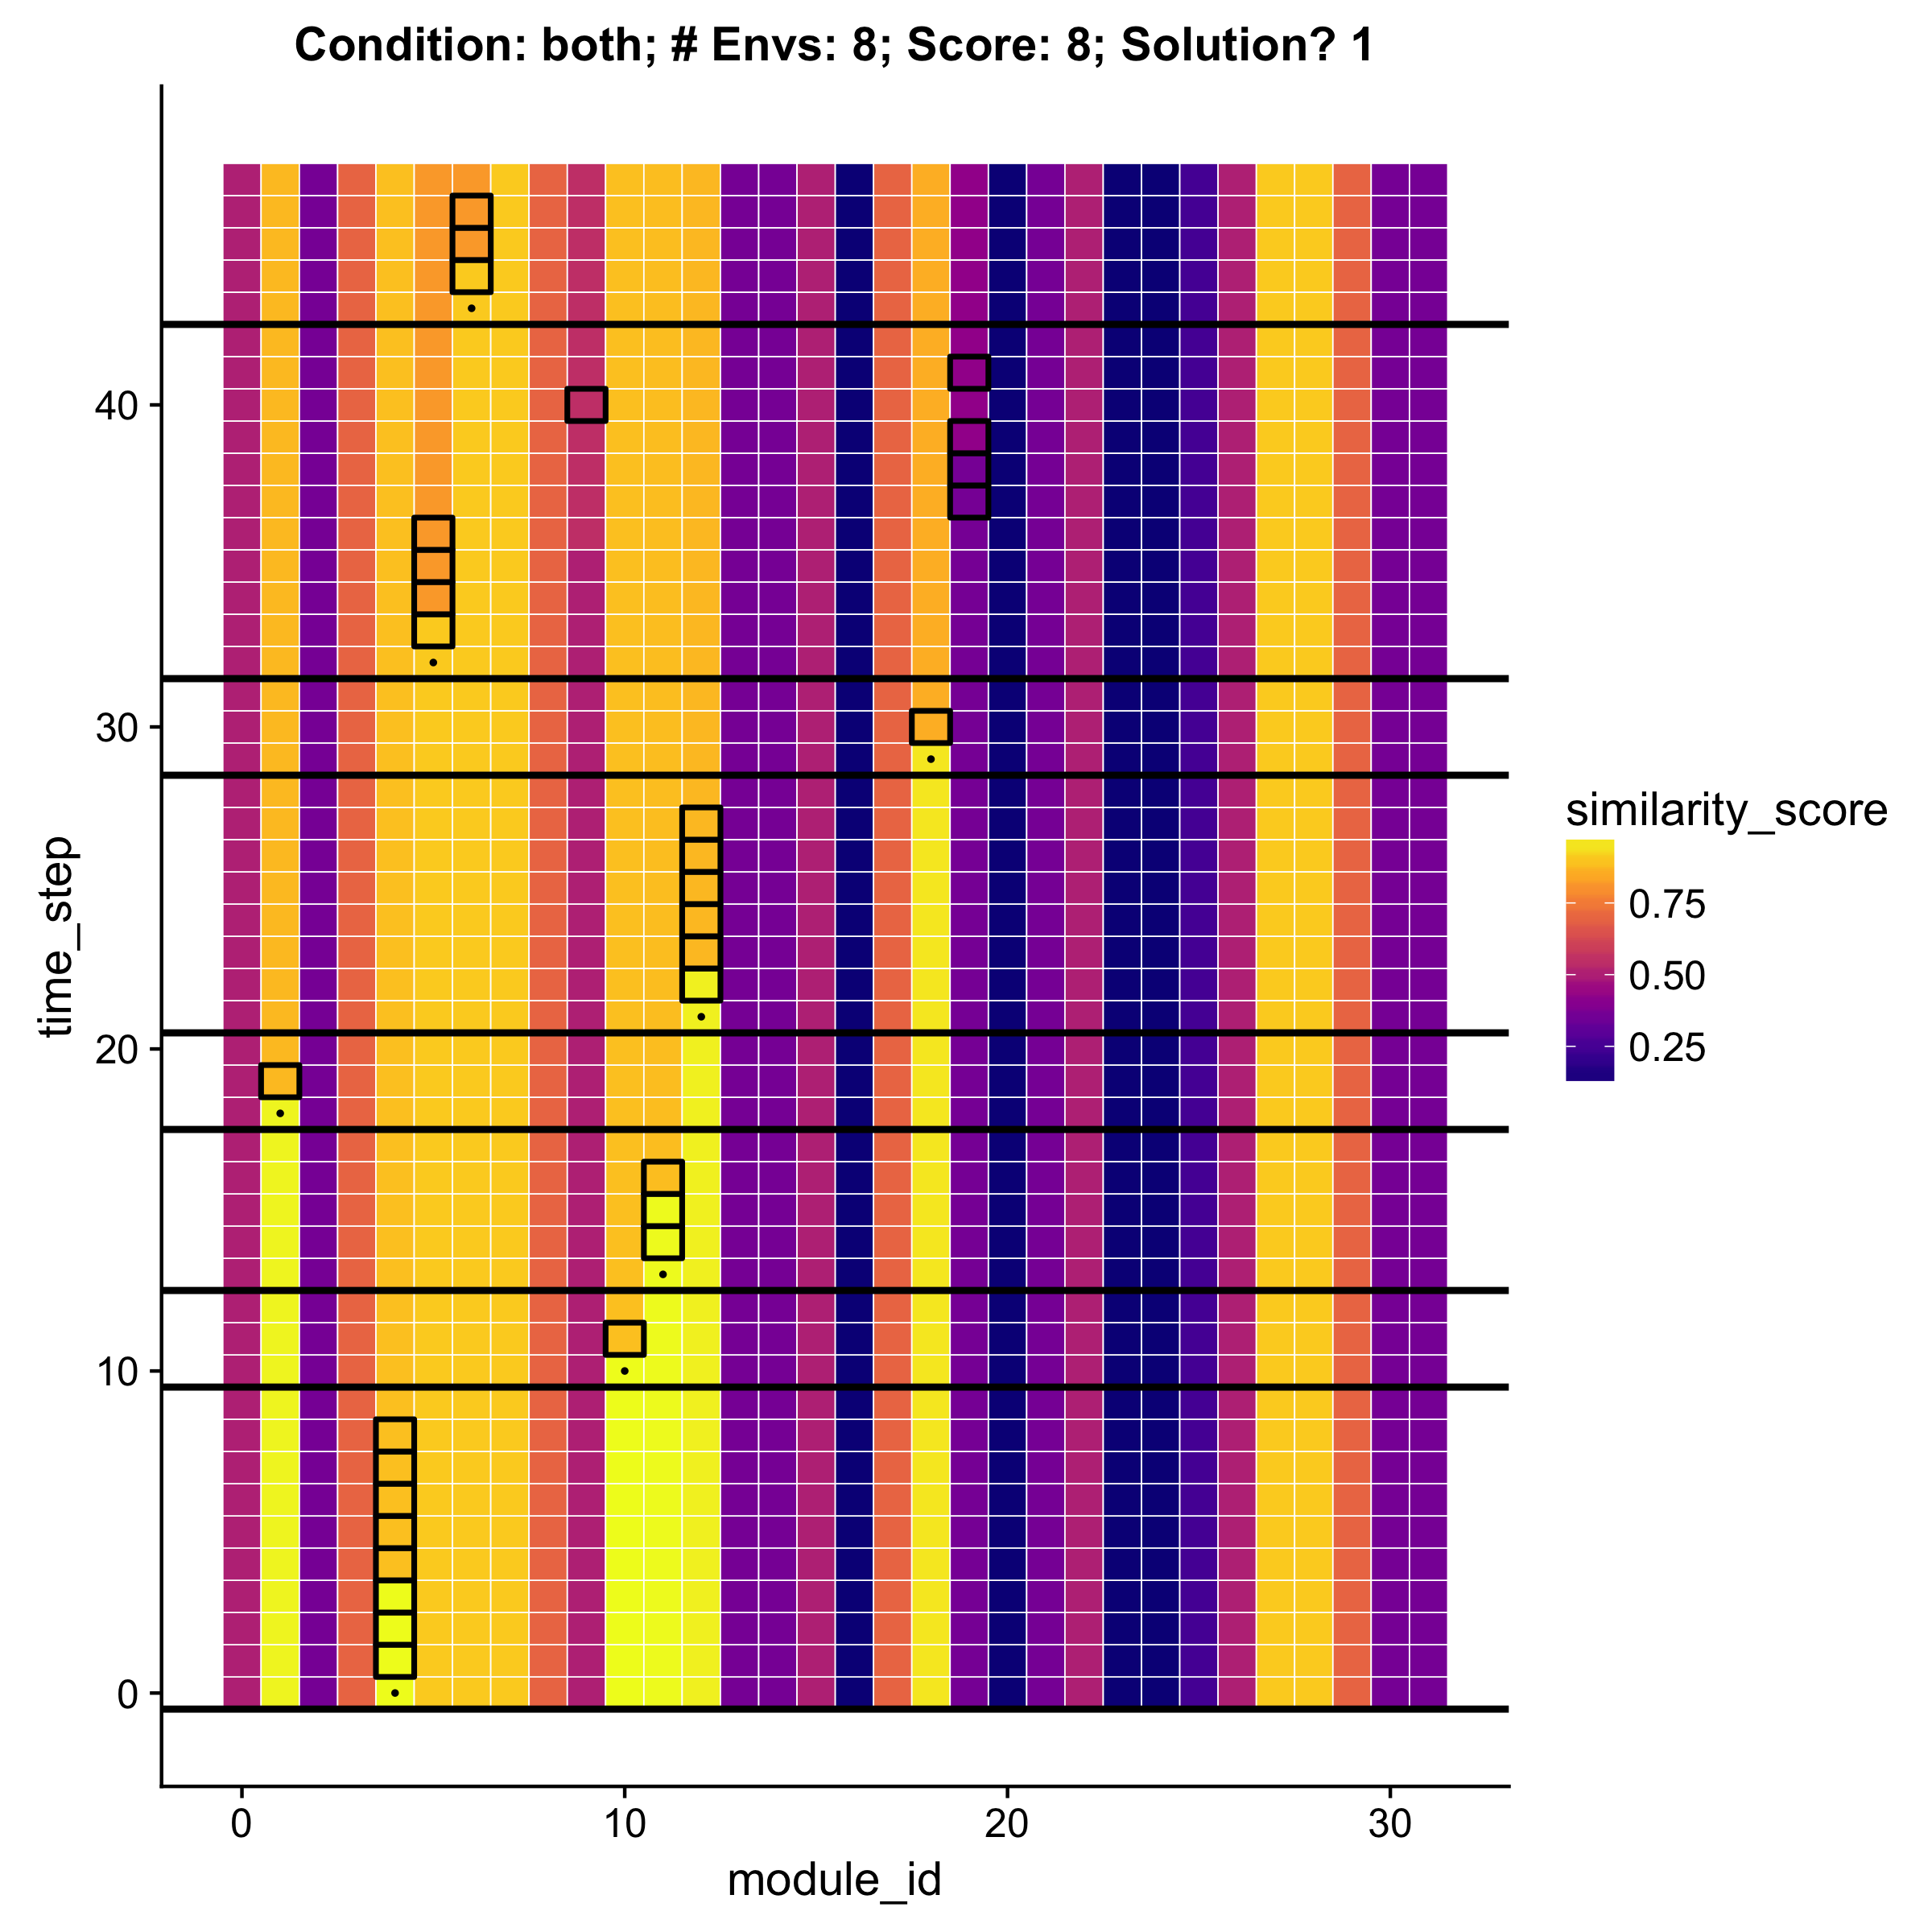 Condition: both; # Envs: 8; Score: 8; Solution? 1
time_step
40
30
20
10
0
0 10 20 30
module_id
similarity_score
0.75
0.50
0.25